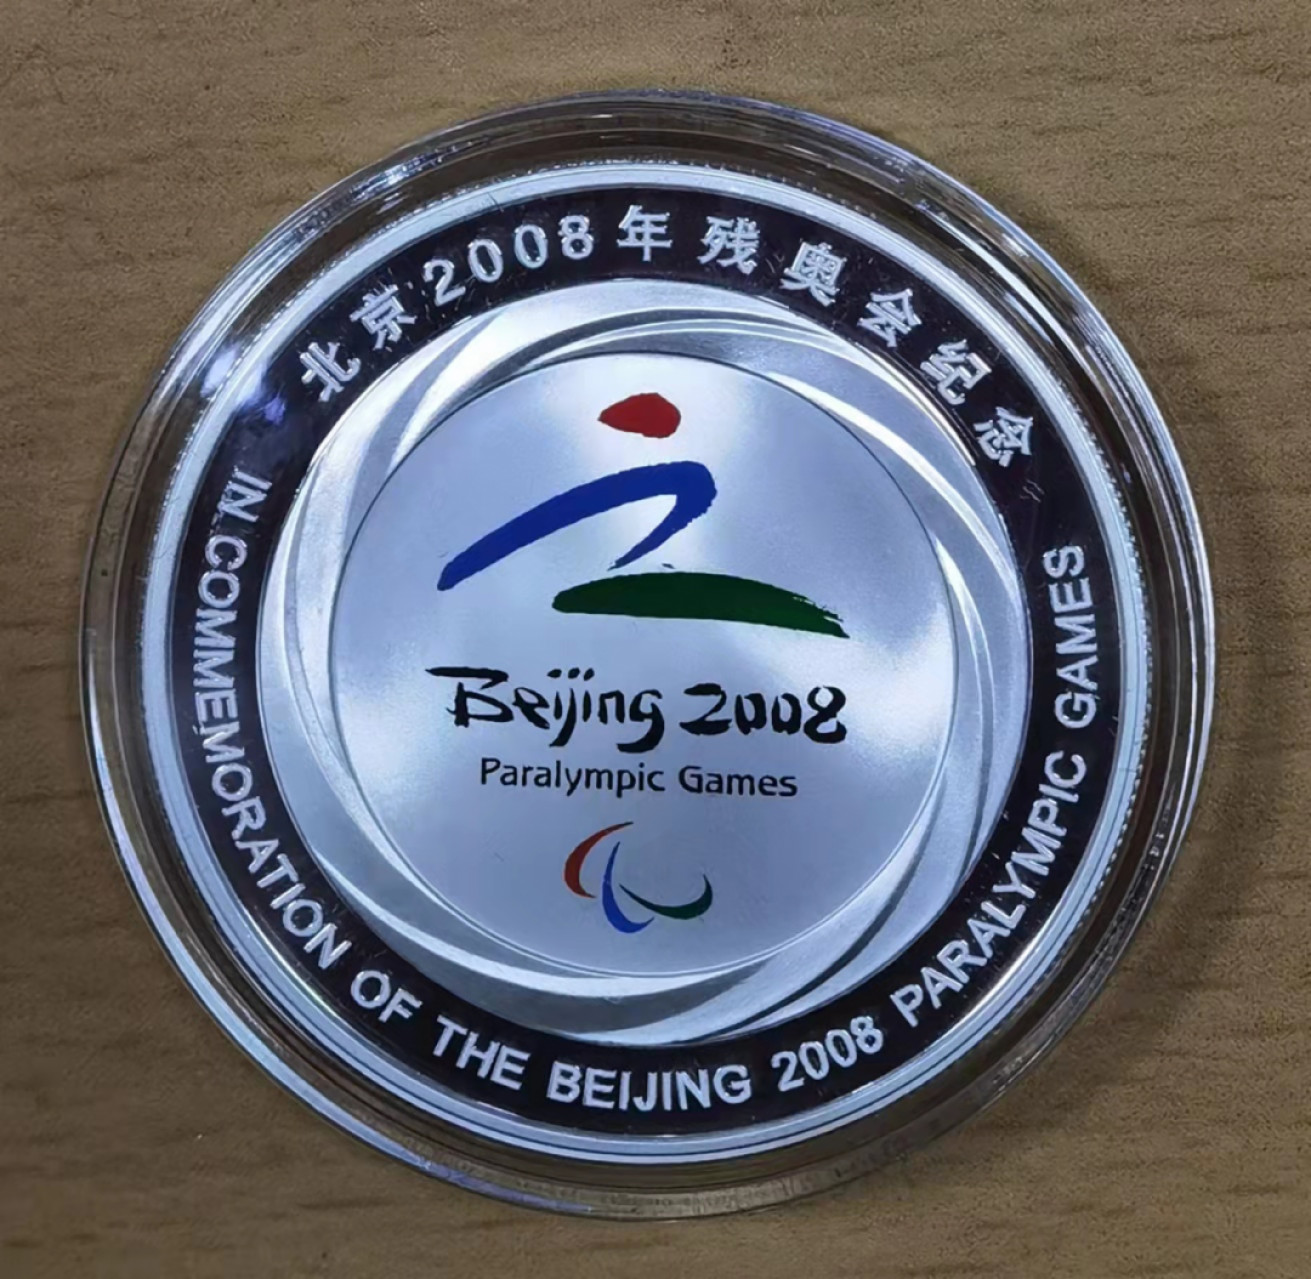 北京2008年残奥会纪念
Beijing 2008
Paralympic Games
IN COMMEMORATION OF THE BEIJING 2008 PARALYMPIC GAMES